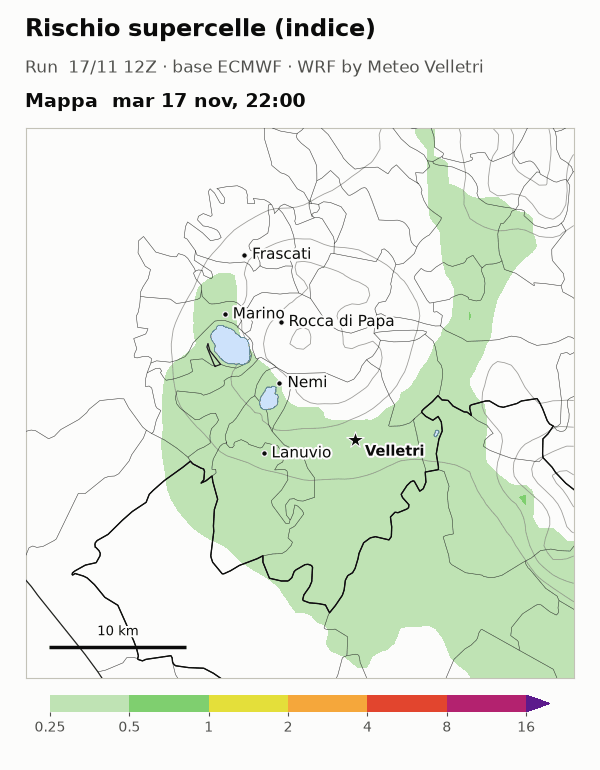 Rischio supercelle (indice)
Run  17/11 12Z · base ECMWF · WRF by Meteo Velletri
Mappa  mar 17 nov, 22:00
Frascati
Marino
Rocca di Papa
Nemi
Velletri
Lanuvio
10 km
0.25 0.5 1 2 4 8 16